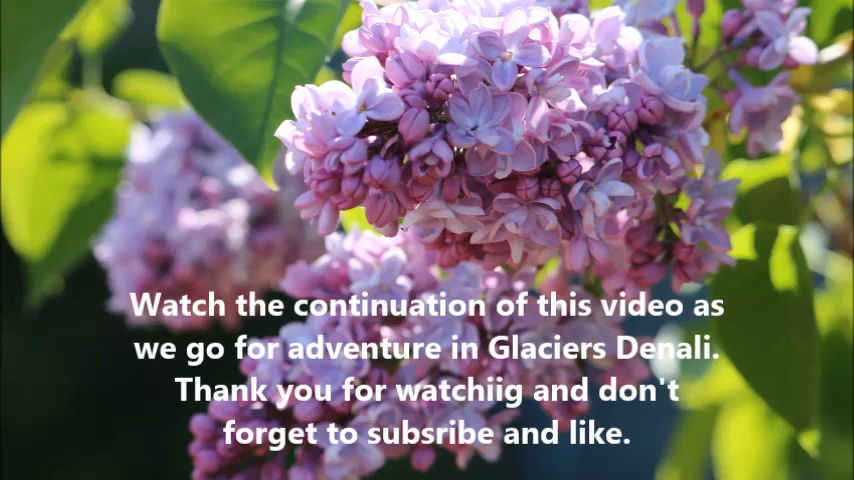 Watch the continuation of this video as
we go for adventure in Glaciers Denali.
Thank you for watchiig and don't
forget to subsribe and like.